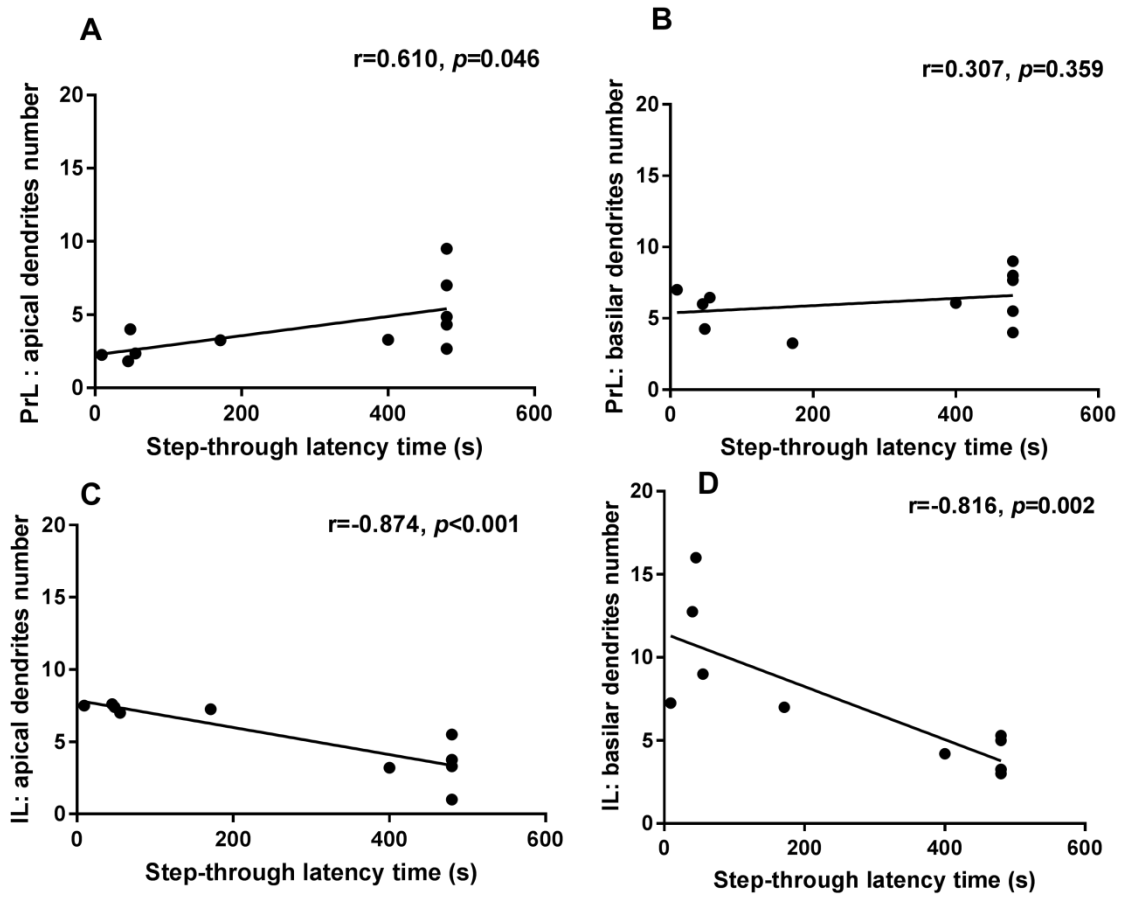 A
r=0.610, p=0.046
PrL : apical dendrites number
20
15
10
5
0
0 200 400 600
Step-through latency time (s)
B
r=0.307, p=0.359
PrL: basilar dendrites number
20
15
10
5
0
0 200 400 600
Step-through latency time (s)
C
r=-0.874, p<0.001
IL: apical dendrites number
20
15
10
5
0
0 200 400 600
Step-through latency time (s)
D
r=-0.816, p=0.002
IL: basilar dendrites number
20
15
10
5
0
0 200 400 600
Step-through latency time (s)